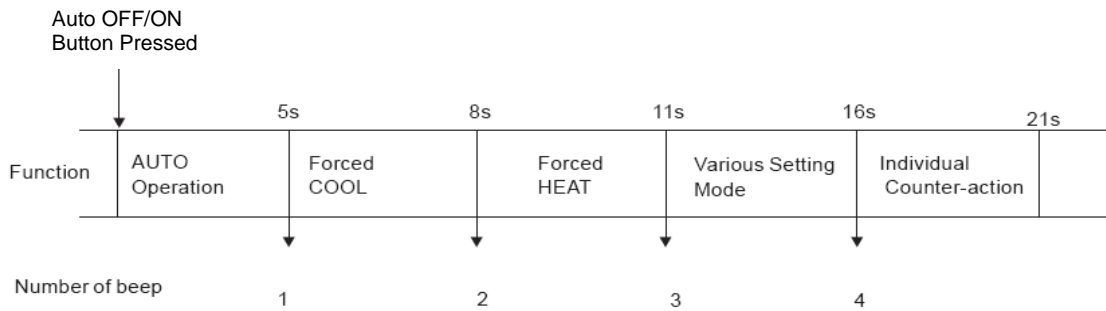 Auto OFF/ON
Button Pressed
5s 8s 11s 16s 21s
Function AUTO Operation Forced COOL Forced HEAT Various Setting Mode Individual Counter-action
Number of beep 1 2 3 4